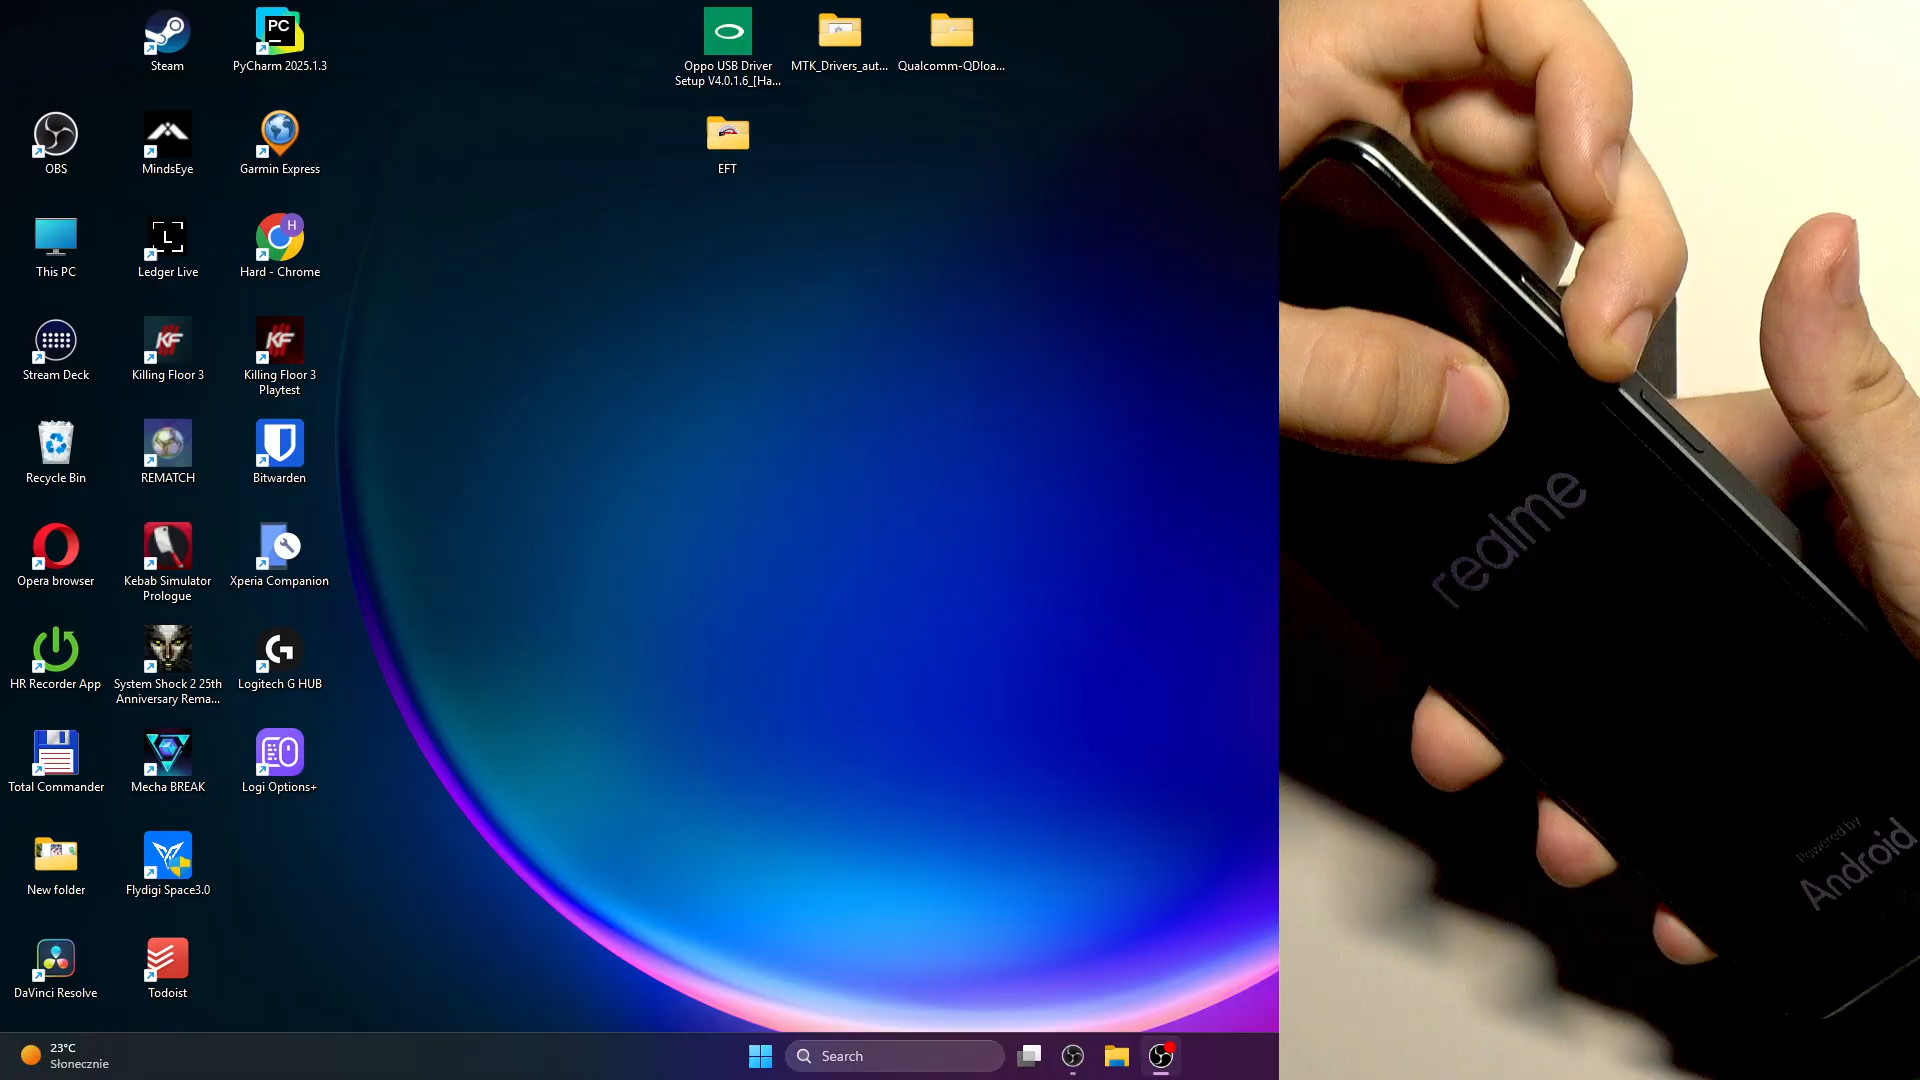 Steam
PC
PyCharm 2025.1.3
Oppo USB Driver
Setup V4.0.1.6_[Ha...
MTK_Drivers_aut...
Qualcomm-QDloa...
OBS
MindsEye
Garmin Express
EFT
This PC
L
Ledger Live
H
Hard - Chrome
Stream Deck
KF
Killing Floor 3
KF
Killing Floor 3
Playtest
Recycle Bin
REMATCH
Bitwarden
Opera browser
Kebab Simulator
Prologue
Xperia Companion
HR Recorder App
System Shock 2 25th
Anniversary Rema...
Logitech G HUB
Total Commander
Mecha BREAK
Logi Options+
New folder
Flydigi Space3.0
DaVinci Resolve
Todoist
23°C
Słonecznie
Search
realme
Powered by
Android